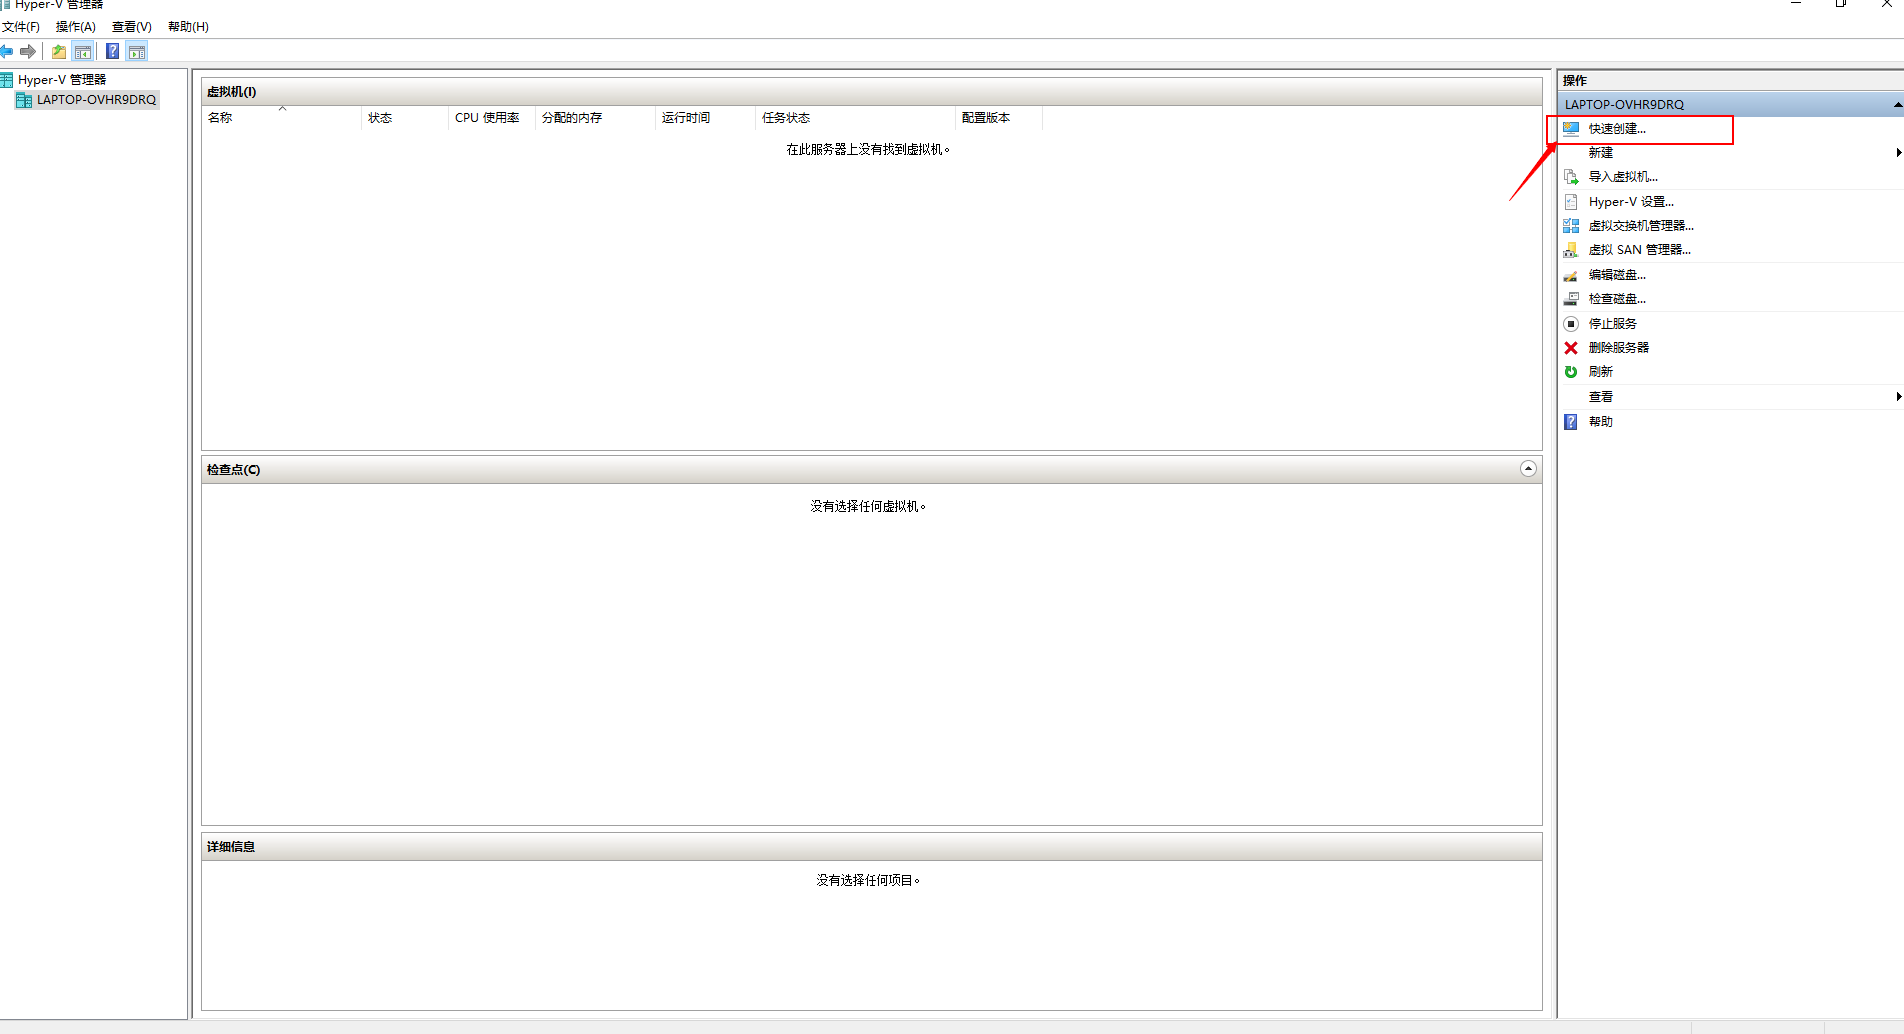 Hyper-V 管理器
文件(F) 操作(A) 查看(V) 帮助(H)
Hyper-V 管理器
LAPTOP-OVHR9DRQ
虚拟机(I)
名称 状态 CPU 使用率 分配的内存 运行时间 任务状态 配置版本
在此服务器上没有找到虚拟机。
检查点(C)
没有选择任何虚拟机。
详细信息
没有选择任何项目。
操作
LAPTOP-OVHR9DRQ
快速创建...
新建
导入虚拟机...
Hyper-V 设置...
虚拟交换机管理器...
虚拟 SAN 管理器...
编辑磁盘...
检查磁盘...
停止服务
删除服务器
刷新
查看
帮助